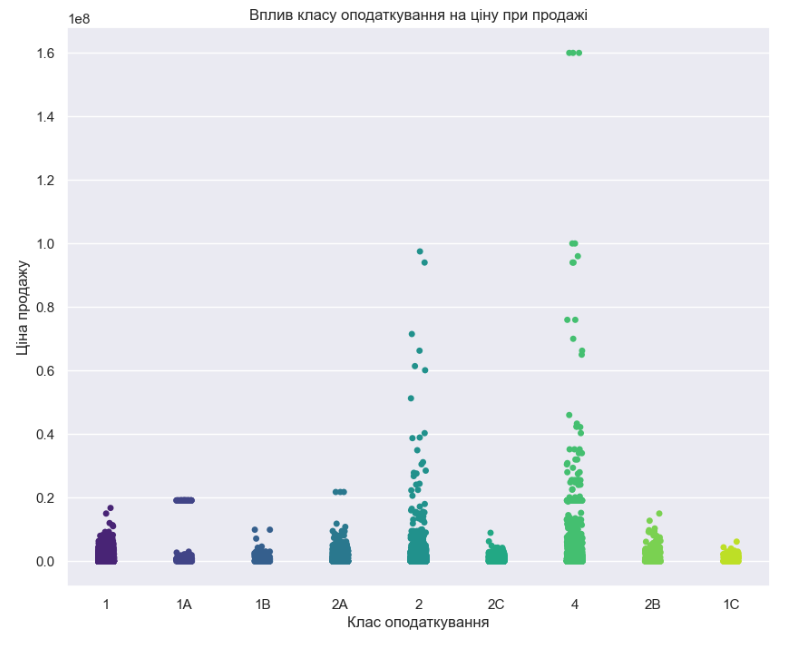 Вплив класу оподаткування на ціну при продажі
1e8
1.6
1.4
1.2
1.0
0.8
0.6
0.4
0.2
0.0
Ціна продажу
1 1A 1B 2A 2 2C 4 2B 1C
Клас оподаткування